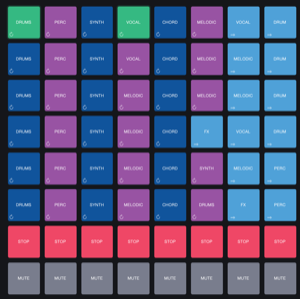 DRUMS PERC SYNTH VOCAL CHORD MELODIC VOCAL DRUM
DRUMS PERC SYNTH VOCAL CHORD MELODIC MELODIC DRUM
DRUMS PERC SYNTH MELODIC CHORD MELODIC MELODIC DRUM
DRUMS PERC SYNTH MELODIC CHORD FX VOCAL DRUM
DRUMS PERC SYNTH MELODIC CHORD SYNTH MELODIC PERC
DRUMS PERC SYNTH MELODIC CHORD DRUMS FX PERC
STOP STOP STOP STOP STOP STOP STOP STOP
MUTE MUTE MUTE MUTE MUTE MUTE MUTE MUTE